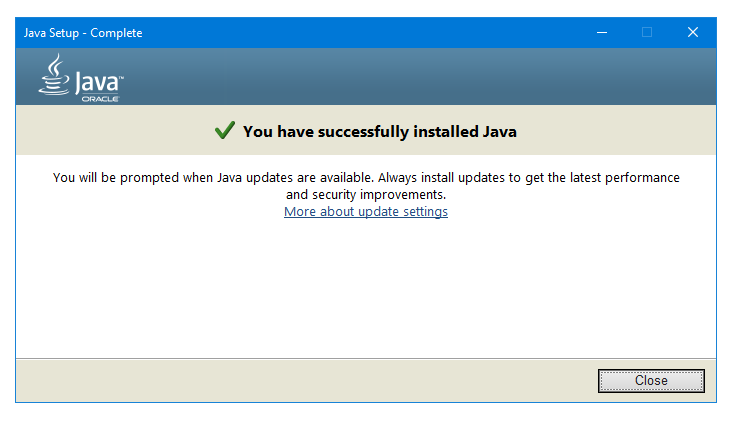 Java Setup - Complete
Java™
ORACLE
You have successfully installed Java
You will be prompted when Java updates are available. Always install updates to get the latest performance
and security improvements.
More about update settings
Close